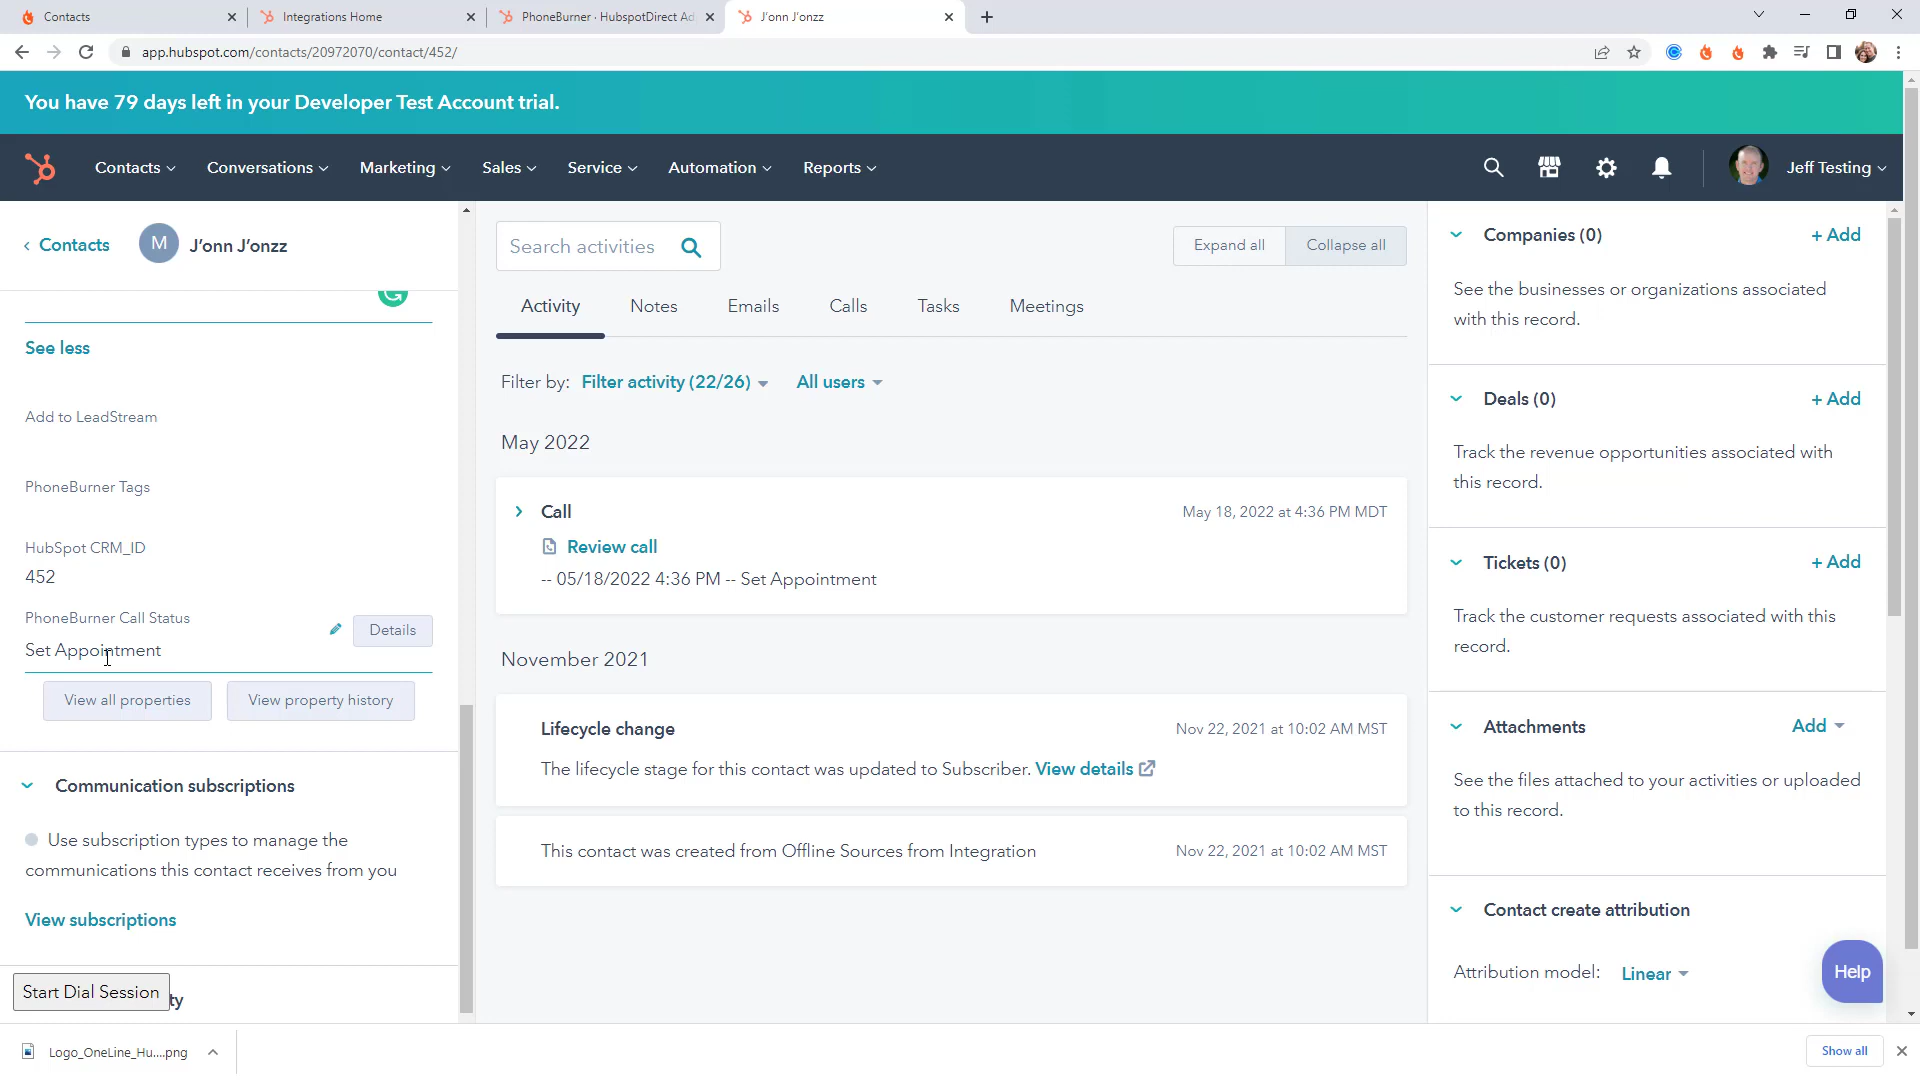 Contacts
Integrations Home
PhoneBurner · HubspotDirect Ad
J'onn J'onzz
app.hubspot.com/contacts/20972070/contact/452/
You have 79 days left in your Developer Test Account trial.
Contacts
Conversations
Marketing
Sales
Service
Automation
Reports
Jeff Testing
Contacts
M
J'onn J'onzz
See less
Add to LeadStream
PhoneBurner Tags
HubSpot CRM_ID
452
PhoneBurner Call Status
Details
Set Appointment
View all properties
View property history
Communication subscriptions
Use subscription types to manage the
communications this contact receives from you
View subscriptions
Start Dial Session
ty
Search activities
Expand all
Collapse all
Activity
Notes
Emails
Calls
Tasks
Meetings
Filter by:
Filter activity (22/26)
All users
May 2022
Call
May 18, 2022 at 4:36 PM MDT
Review call
-- 05/18/2022 4:36 PM -- Set Appointment
November 2021
Lifecycle change
Nov 22, 2021 at 10:02 AM MST
The lifecycle stage for this contact was updated to Subscriber. View details
This contact was created from Offline Sources from Integration
Nov 22, 2021 at 10:02 AM MST
Companies (0)
+ Add
See the businesses or organizations associated
with this record.
Deals (0)
+ Add
Track the revenue opportunities associated with
this record.
Tickets (0)
+ Add
Track the customer requests associated with this
record.
Attachments
Add
See the files attached to your activities or uploaded
to this record.
Contact create attribution
Attribution model:
Linear
Help
Logo_OneLine_Hu....png
Show all